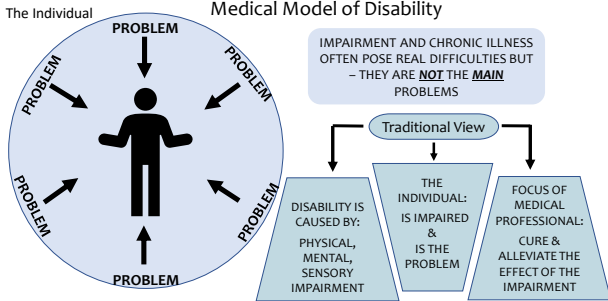 The Individual
Medical Model of Disability
PROBLEM
PROBLEM
PROBLEM
PROBLEM
PROBLEM
PROBLEM
IMPAIRMENT AND CHRONIC ILLNESS
OFTEN POSE REAL DIFFICULTIES BUT
– THEY ARE NOT THE MAIN
PROBLEMS
Traditional View
DISABILITY IS
CAUSED BY:
PHYSICAL,
MENTAL,
SENSORY
IMPAIRMENT
THE
INDIVIDUAL:
IS IMPAIRED
&
IS THE
PROBLEM
FOCUS OF
MEDICAL
PROFESSIONAL:
CURE &
ALLEVIATE THE
EFFECT OF THE
IMPAIRMENT